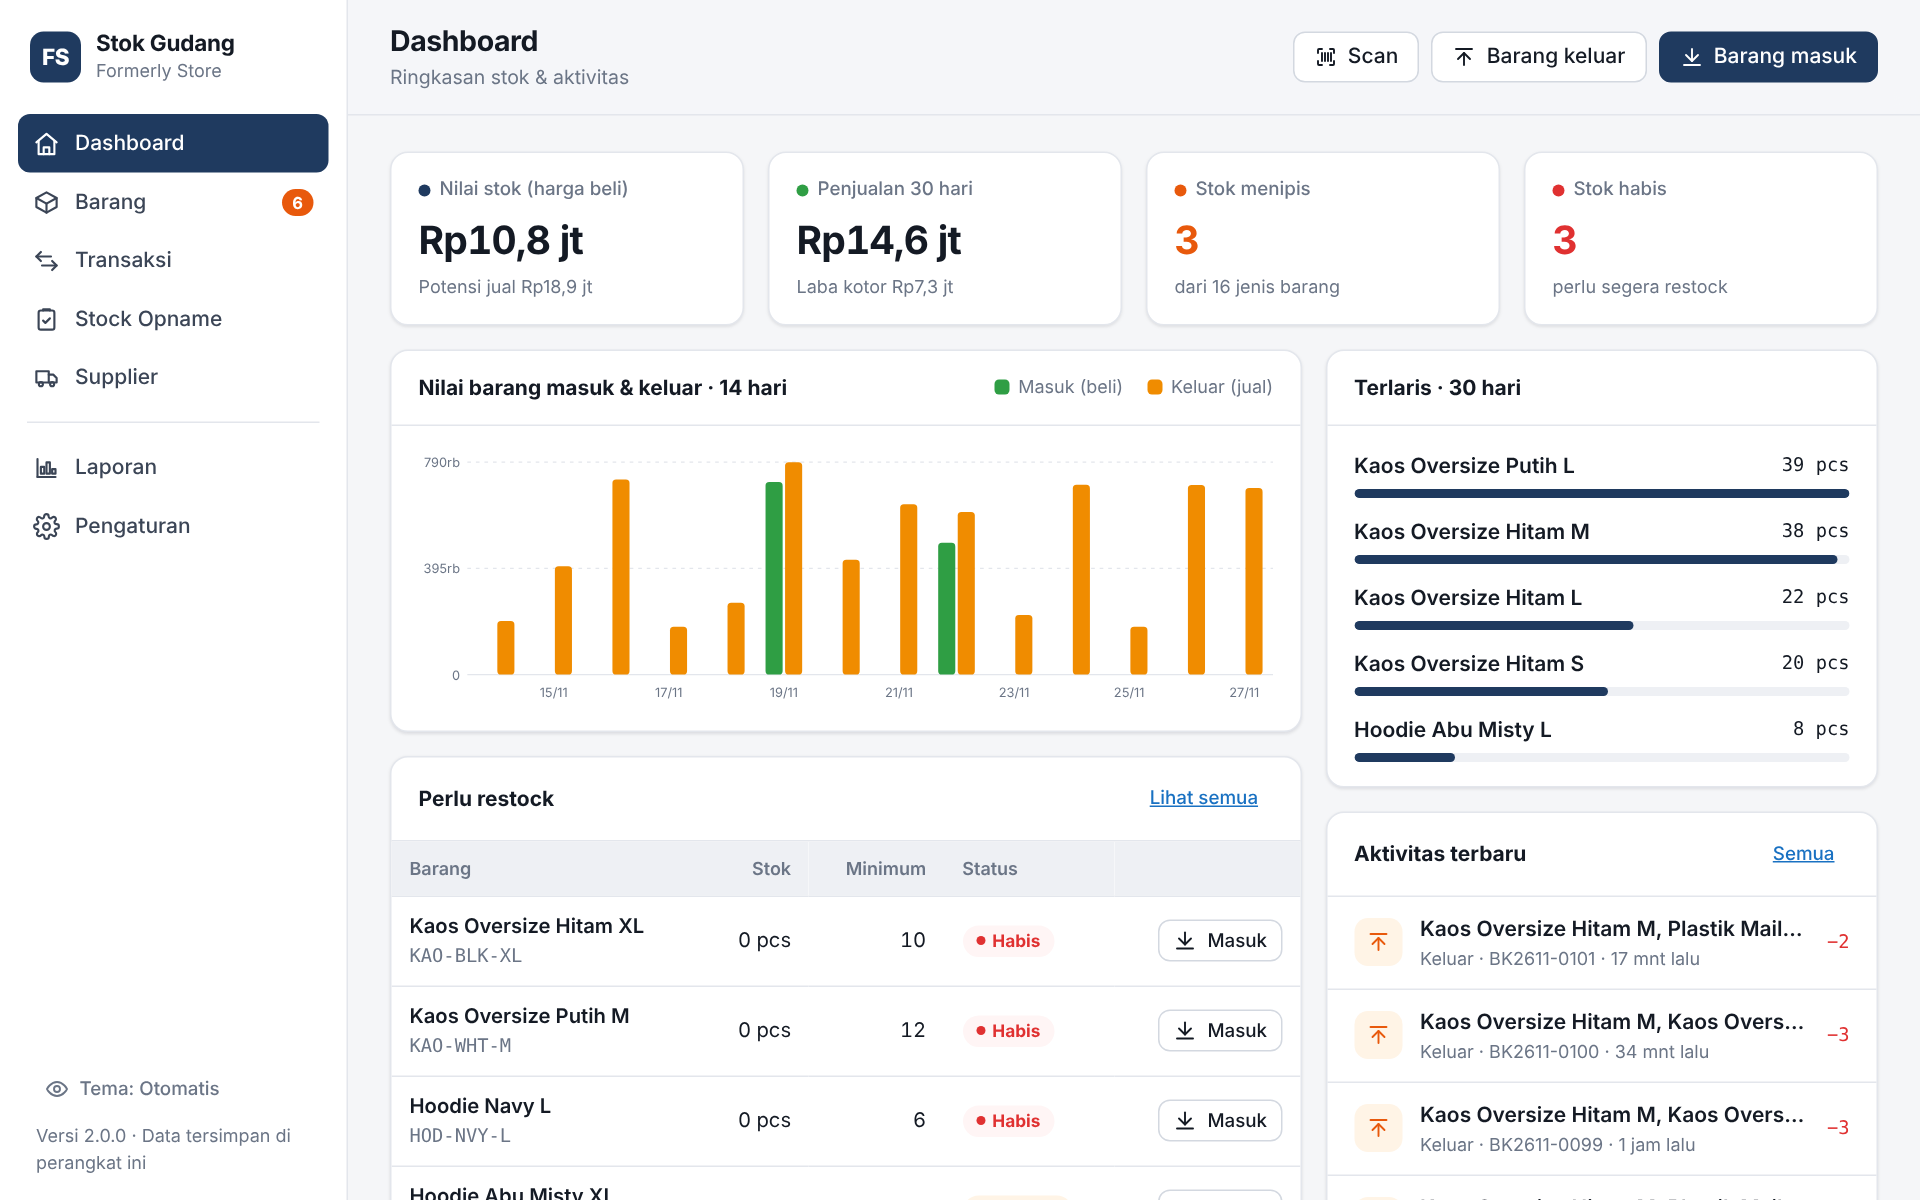 FS
Stok Gudang
Formerly Store
Dashboard
Barang
6
Transaksi
Stock Opname
Supplier
Laporan
Pengaturan
Tema: Otomatis
Versi 2.0.0 · Data tersimpan di
perangkat ini
Dashboard
Ringkasan stok & aktivitas
Scan
Barang keluar
Barang masuk
Nilai stok (harga beli)
Rp10,8 jt
Potensi jual Rp18,9 jt
Penjualan 30 hari
Rp14,6 jt
Laba kotor Rp7,3 jt
Stok menipis
3
dari 16 jenis barang
Stok habis
3
perlu segera restock
Nilai barang masuk & keluar · 14 hari
Masuk (beli)
Keluar (jual)
790rb
395rb
0
15/11
17/11
19/11
21/11
23/11
25/11
27/11
Terlaris · 30 hari
Kaos Oversize Putih L 39 pcs
Kaos Oversize Hitam M 38 pcs
Kaos Oversize Hitam L 22 pcs
Kaos Oversize Hitam S 20 pcs
Hoodie Abu Misty L 8 pcs
Perlu restock
Lihat semua
Barang Stok Minimum Status
Kaos Oversize Hitam XL
KAO-BLK-XL
0 pcs 10 Habis Masuk
Kaos Oversize Putih M
KAO-WHT-M
0 pcs 12 Habis Masuk
Hoodie Navy L
HOD-NVY-L
0 pcs 6 Habis Masuk
Hoodie Abu Misty XL
Aktivitas terbaru
Semua
Kaos Oversize Hitam M, Plastik Mail...
Keluar · BK2611-0101 · 17 mnt lalu
−2
Kaos Oversize Hitam M, Kaos Overs...
Keluar · BK2611-0100 · 34 mnt lalu
−3
Kaos Oversize Hitam M, Kaos Overs...
Keluar · BK2611-0099 · 1 jam lalu
−3